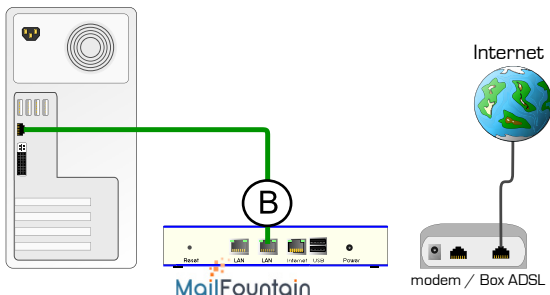 Internet
B
Reset LAN LAN Internet USB Power
MailFountain
modem / Box ADSL